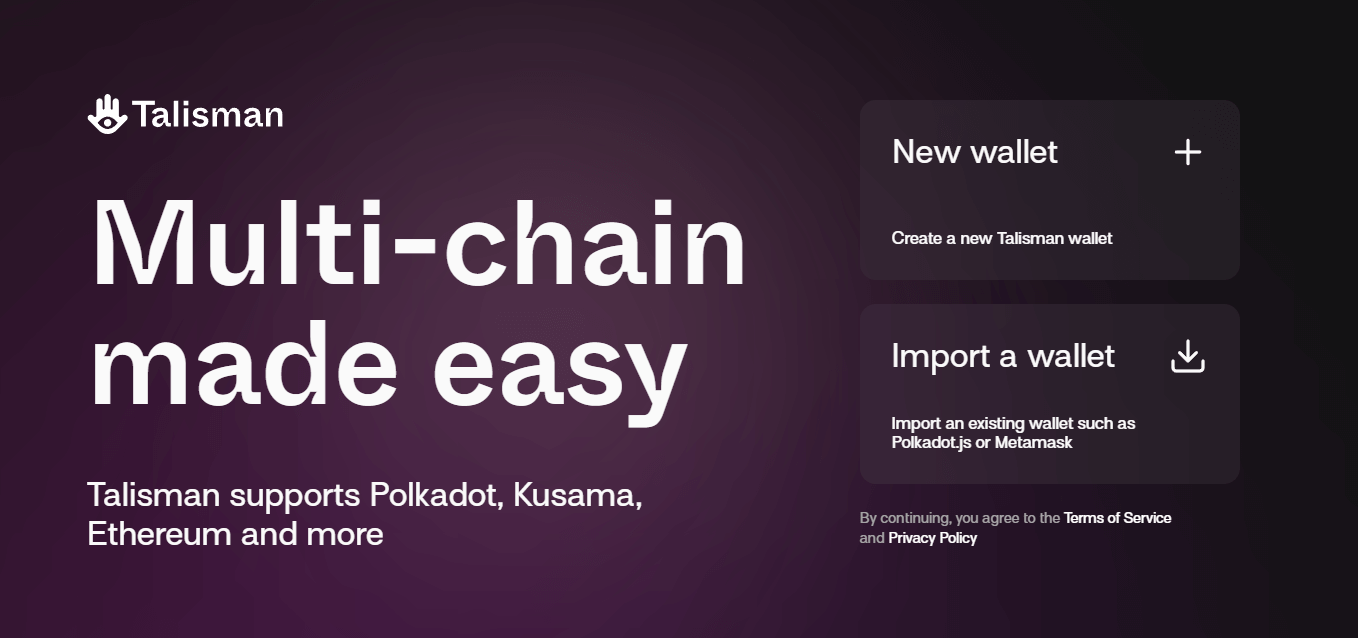 Talisman
Multi-chain
made easy
Talisman supports Polkadot, Kusama,
Ethereum and more
New wallet
Create a new Talisman wallet
Import a wallet
Import an existing wallet such as
Polkadot.js or Metamask
By continuing, you agree to the Terms of Service
and Privacy Policy